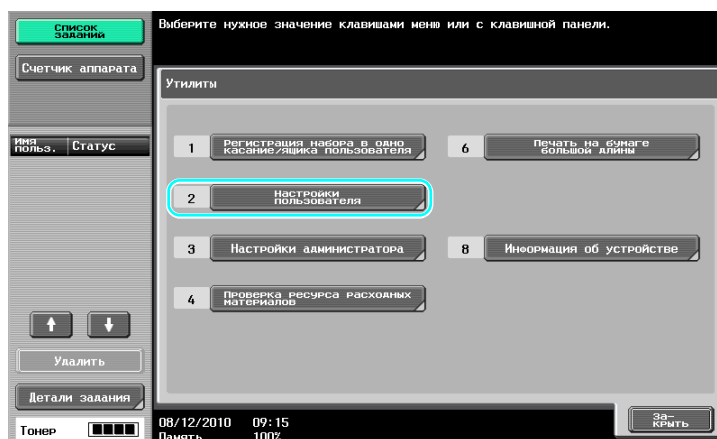 Список
заданий
Выберите нужное значение клавишами меню или с клавишной панели.
Счетчик аппарата
Утилиты
Имя
польз.
Статус
1
Регистрация набора в одно
касание/ящика пользователя
6
Печать на бумаге
большой длины
2
Настройки
пользователя
3
Настройки администратора
8
Информация об устройстве
4
Проверка ресурса расходных
материалов
Удалить
Детали задания
Тонер
08/12/2010 09:15
Память 100%
За-
крыть